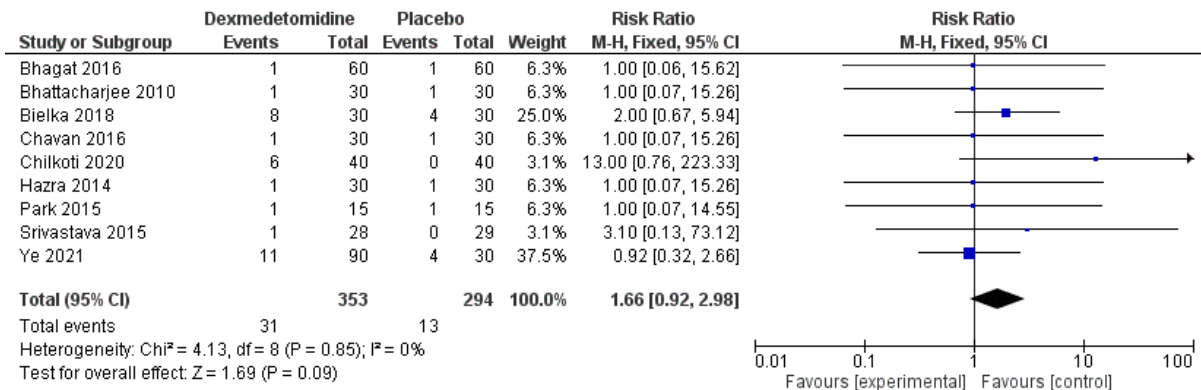 Dexmedetomidine Placebo Risk Ratio Risk Ratio
Study or Subgroup Events Total Events Total Weight M-H, Fixed, 95% CI M-H, Fixed, 95% CI
Bhagat 2016 1 60 1 60 6.3% 1.00 [0.06, 15.62]
Bhattacharjee 2010 1 30 1 30 6.3% 1.00 [0.07, 15.26]
Bielka 2018 8 30 4 30 25.0% 2.00 [0.67, 5.94]
Chavan 2016 1 30 1 30 6.3% 1.00 [0.07, 15.26]
Chilkoti 2020 6 40 0 40 3.1% 13.00 [0.76, 223.33]
Hazra 2014 1 30 1 30 6.3% 1.00 [0.07, 15.26]
Park 2015 1 15 1 15 6.3% 1.00 [0.07, 14.55]
Srivastava 2015 1 28 0 29 3.1% 3.10 [0.13, 73.12]
Ye 2021 11 90 4 30 37.5% 0.92 [0.32, 2.66]
Total (95% CI) 353 294 100.0% 1.66 [0.92, 2.98]
Total events 31 13
Heterogeneity: Chi² = 4.13, df = 8 (P = 0.85); I² = 0%
Test for overall effect: Z = 1.69 (P = 0.09)
0.01 0.1 1 10 100
Favours [experimental] Favours [control]